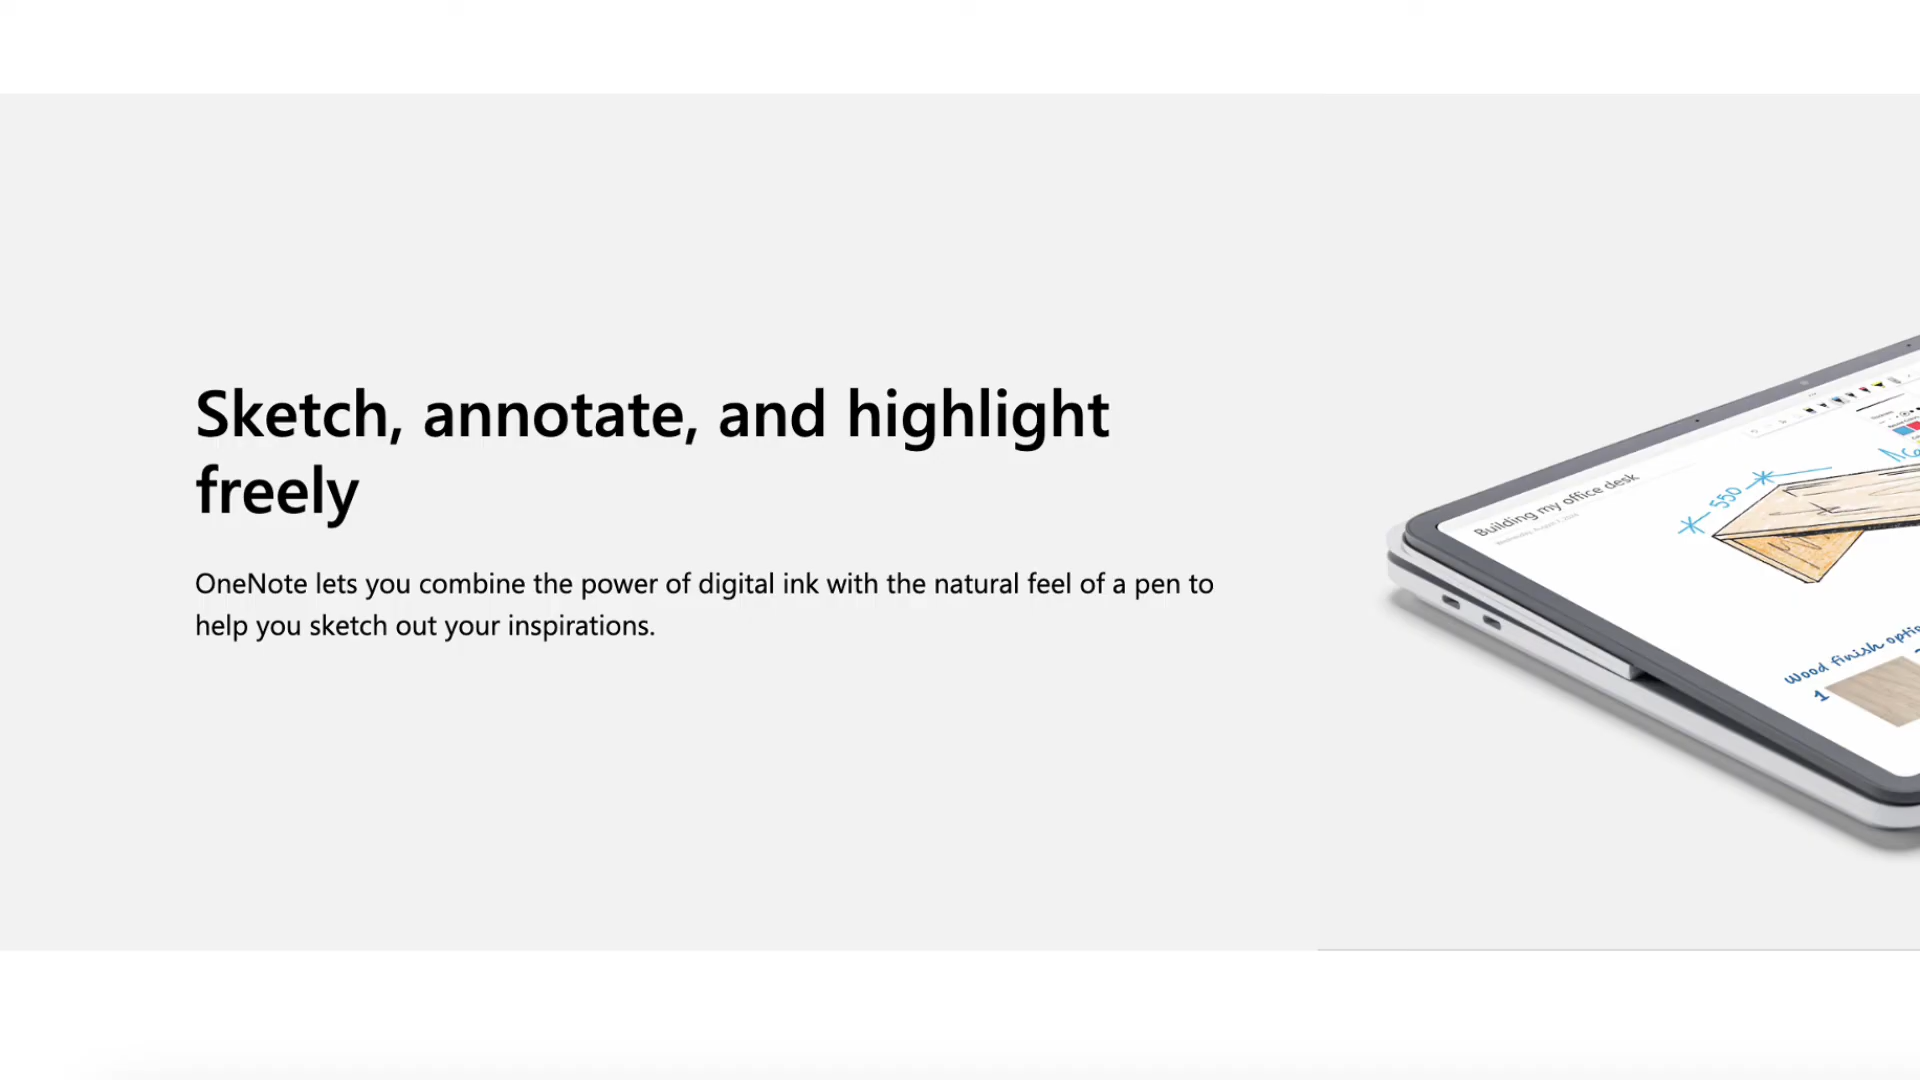 Sketch, annotate, and highlight
freely
OneNote lets you combine the power of digital ink with the natural feel of a pen to
help you sketch out your inspirations.
Building my office desk
550
Wood finish
1